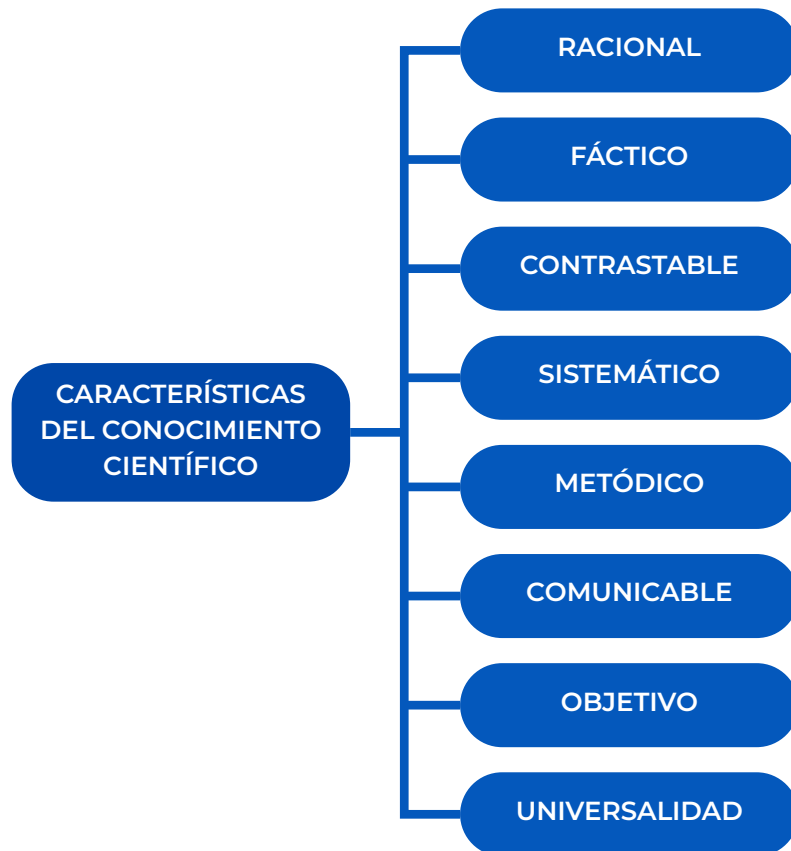 RACIONAL
FÁCTICO
CONTRASTABLE
SISTEMÁTICO
CARACTERÍSTICAS
DEL CONOCIMIENTO
CIENTÍFICO
METÓDICO
COMUNICABLE
OBJETIVO
UNIVERSALIDAD